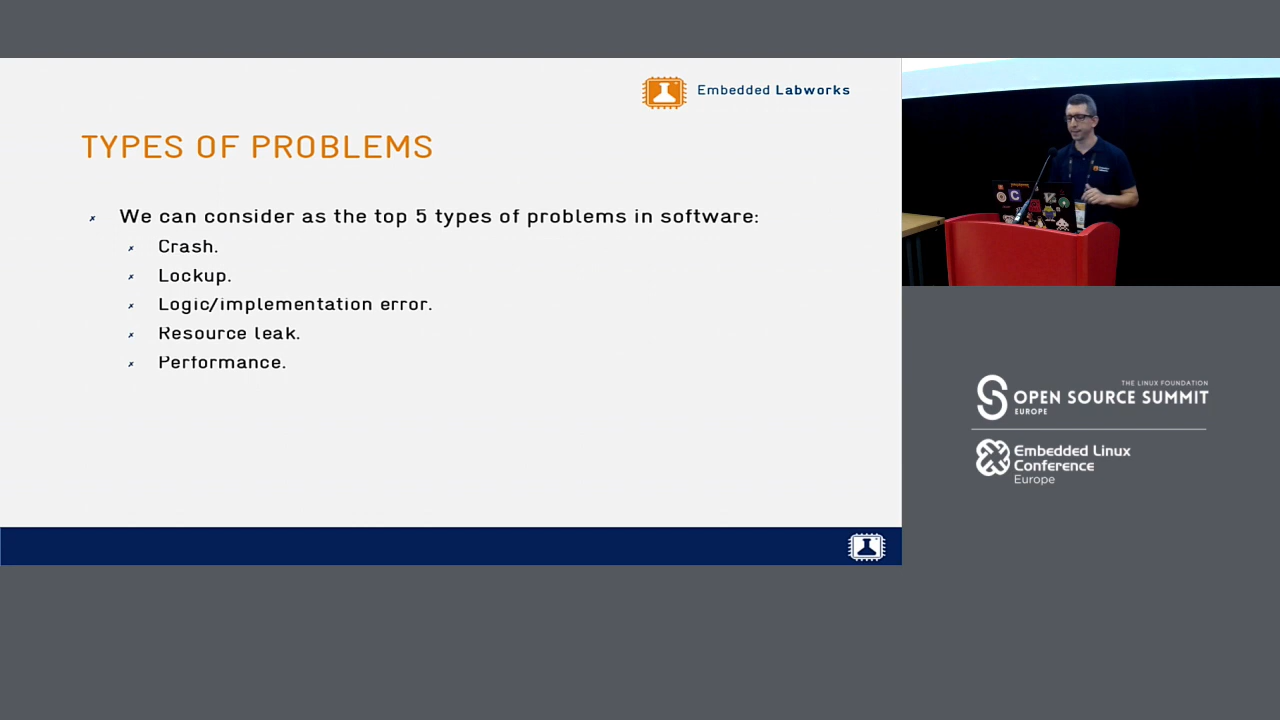 Embedded Labworks
TYPES OF PROBLEMS
We can consider as the top 5 types of problems in software:
Crash.
Lockup.
Logic/implementation error.
Resource leak.
Performance.
THE LINUX FOUNDATION
OPEN SOURCE SUMMIT
EUROPE
Embedded Linux
Conference
Europe